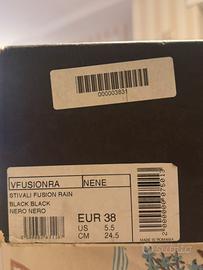 000003831
VFUSIONRA NENE
STIVALI FUSION RAIN
BLACK BLACK
NERO NERO
EUR 38
US 5.5
CM 24.5
MADE IN ROMANIA